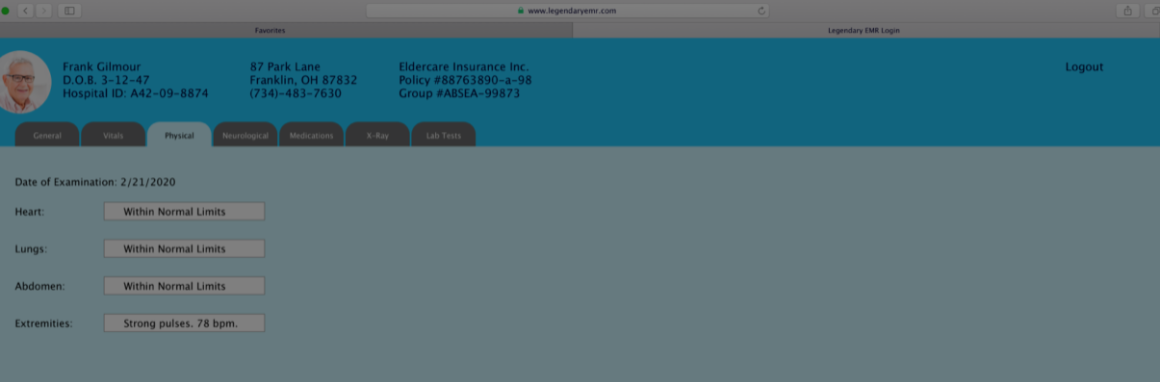 www.legendaryemr.com
Favorites
Legendary EMR Login
Frank Gilmour
D.O.B. 3-12-47
Hospital ID: A42-09-8874
87 Park Lane
Franklin, OH 87832
(734)-483-7630
Eldercare Insurance Inc.
Policy #88763890-a-98
Group #ABSEA-99873
Logout
General
Vitals
Physical
Neurological
Medications
X-Ray
Lab Tests
Date of Examination: 2/21/2020
Heart: Within Normal Limits
Lungs: Within Normal Limits
Abdomen: Within Normal Limits
Extremities: Strong pulses. 78 bpm.